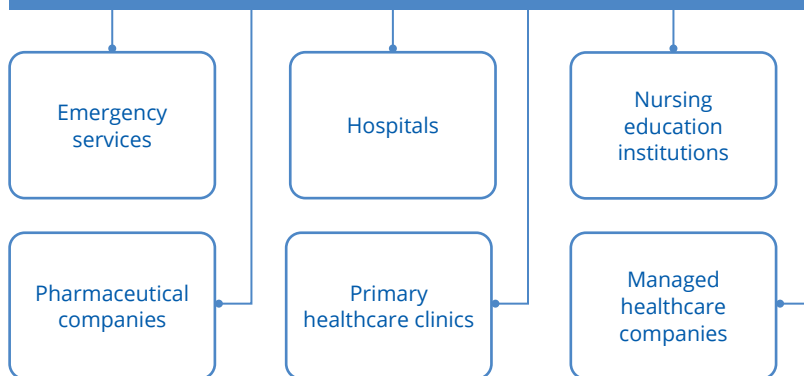 Emergency
services
Hospitals
Nursing
education
institutions
Pharmaceutical
companies
Primary
healthcare clinics
Managed
healthcare
companies